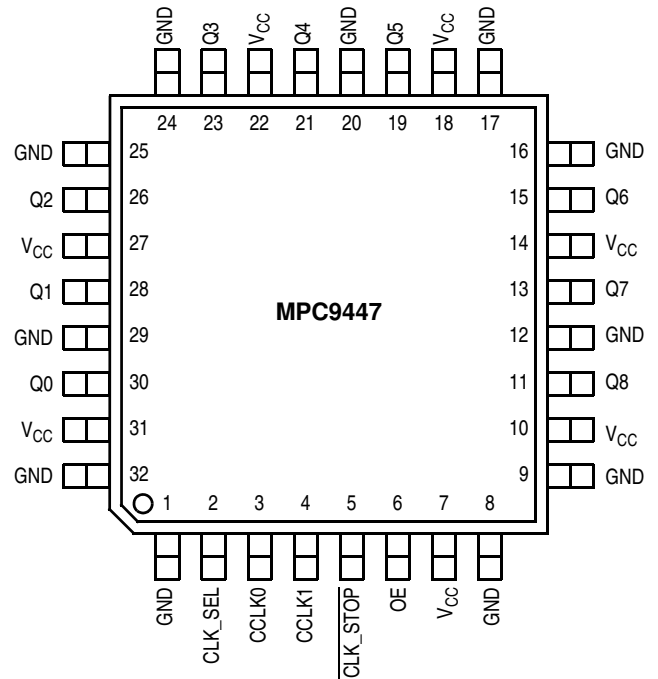 GND Q3 VCC Q4 GND Q5 VCC GND
24 23 22 21 20 19 18 17
GND 25 16 GND
Q2 26 15 Q6
VCC 27 14 VCC
Q1 28 13 Q7
MPC9447
GND 29 12 GND
Q0 30 11 Q8
VCC 31 10 VCC
GND 32 9 GND
1 2 3 4 5 6 7 8
GND CLK_SEL CCLK0 CCLK1 CLK_STOP OE VCC GND